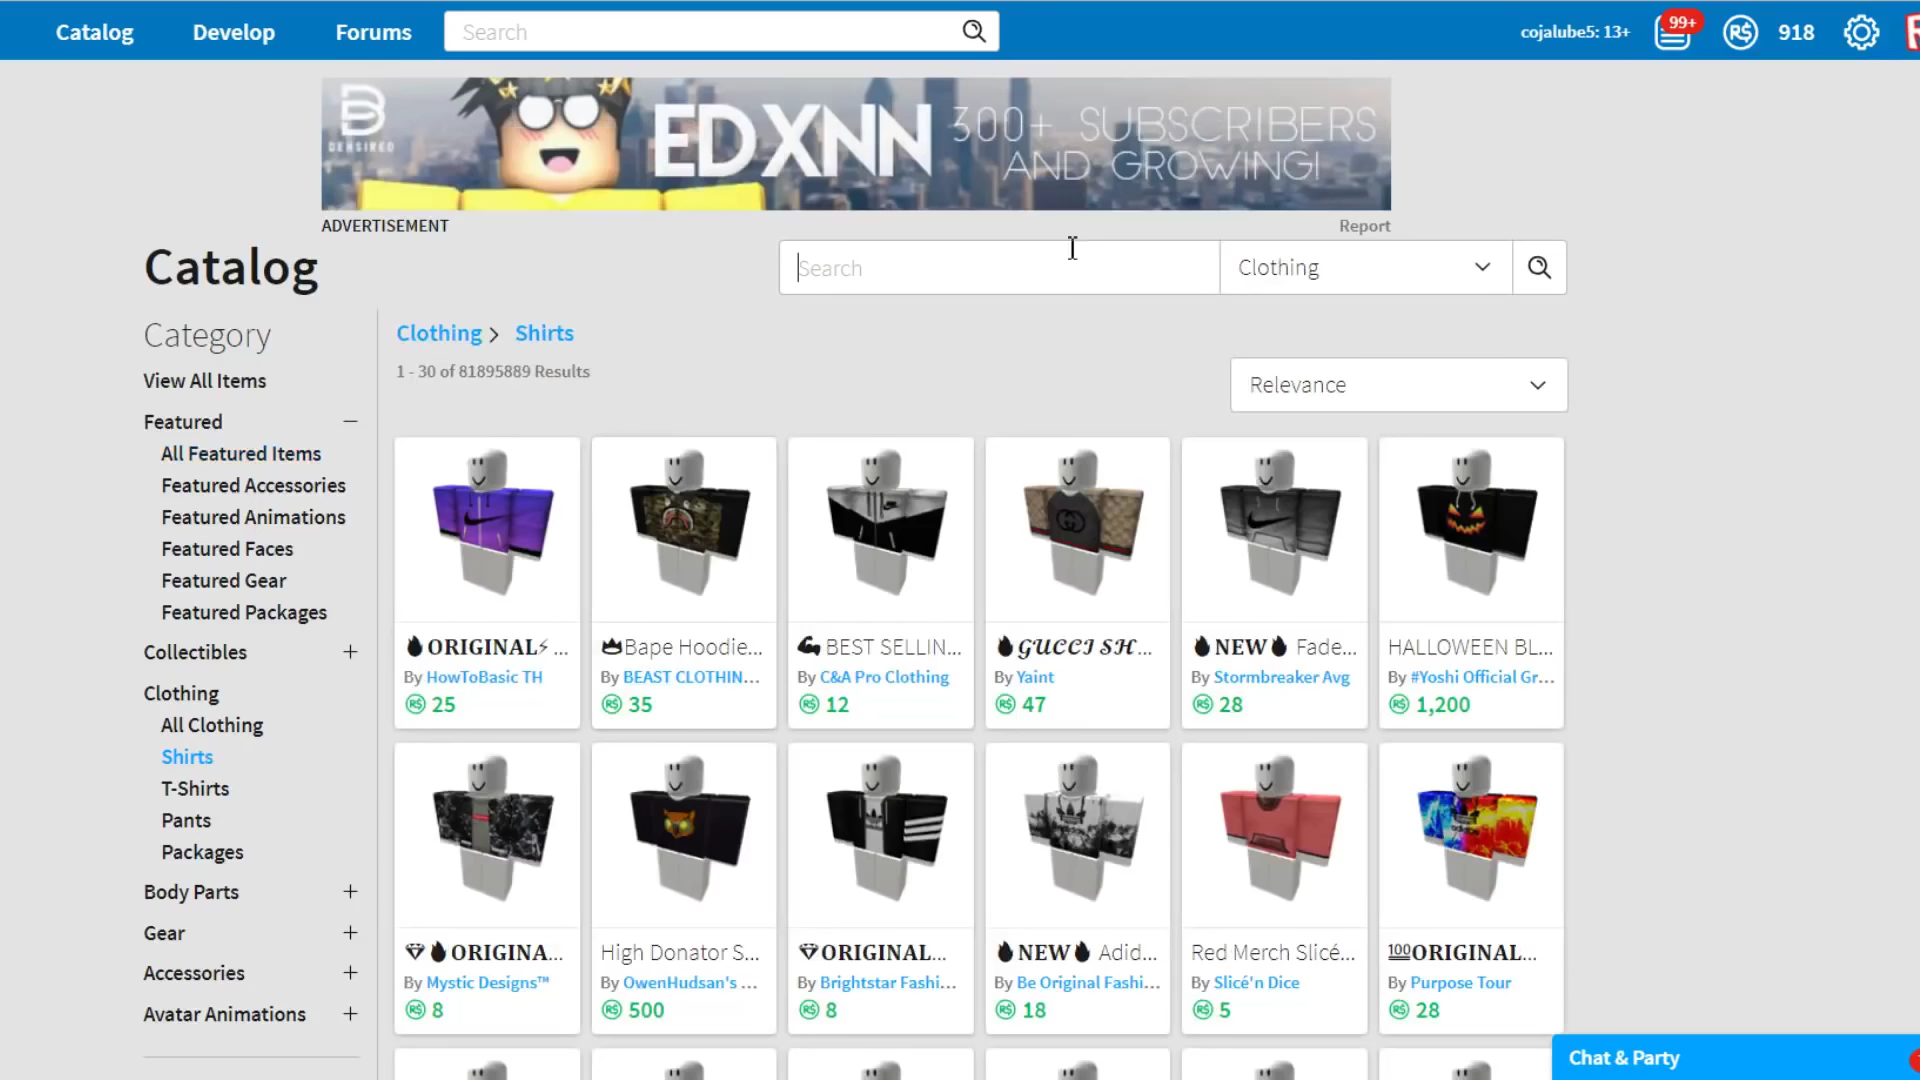 Catalog Develop Forums Search cojalube5: 13+ 99+ R$ 918
DENSIRED EDXNN 300+ SUBSCRIBERS
AND GROWING!
ADVERTISEMENT Report
Catalog Search Clothing
Category
View All Items
Featured
All Featured Items
Featured Accessories
Featured Animations
Featured Faces
Featured Gear
Featured Packages
Collectibles
Clothing
All Clothing
Shirts
T-Shirts
Pants
Packages
Body Parts
Gear
Accessories
Avatar Animations
Clothing > Shirts
1 - 30 of 81895889 Results
Relevance
🔥ORIGINAL⚡...
By HowToBasic TH
R$ 25
👑Bape Hoodie...
By BEAST CLOTHIN...
R$ 35
💪 BEST SELLIN...
By C&A Pro Clothing
R$ 12
🔥𝓖𝓤𝓒𝓒𝓘 𝓢𝓗...
By Yaint
R$ 47
🔥NEW🔥 Fade...
By Stormbreaker Avg
R$ 28
HALLOWEEN BL...
By #Yoshi Official Gr...
R$ 1,200
💎🔥ORIGINA...
By Mystic Designs™
R$ 8
High Donator S...
By OwenHudsan's ...
R$ 500
💎ORIGINAL...
By Brightstar Fashi...
R$ 8
🔥NEW🔥 Adid...
By Be Original Fashi...
R$ 18
Red Merch Slicé...
By Slicé'n Dice
R$ 5
💯ORIGINAL...
By Purpose Tour
R$ 28
adidas
Chat & Party